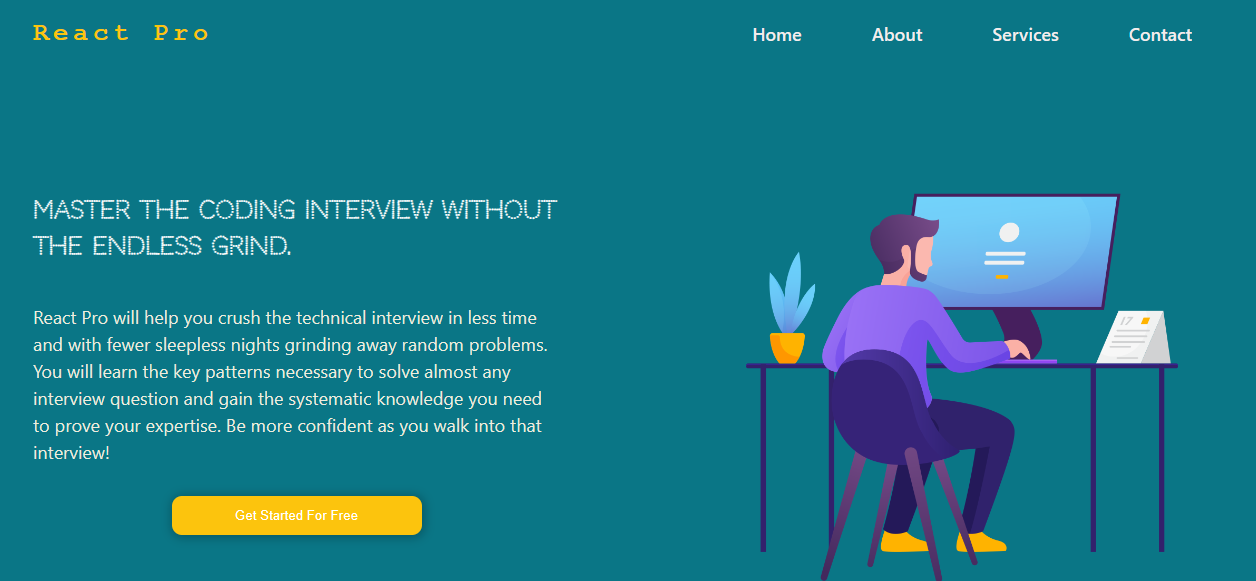 React Pro
Home About Services Contact
MASTER THE CODING INTERVIEW WITHOUT
THE ENDLESS GRIND.
React Pro will help you crush the technical interview in less time
and with fewer sleepless nights grinding away random problems.
You will learn the key patterns necessary to solve almost any
interview question and gain the systematic knowledge you need
to prove your expertise. Be more confident as you walk into that
interview!
17
Get Started For Free